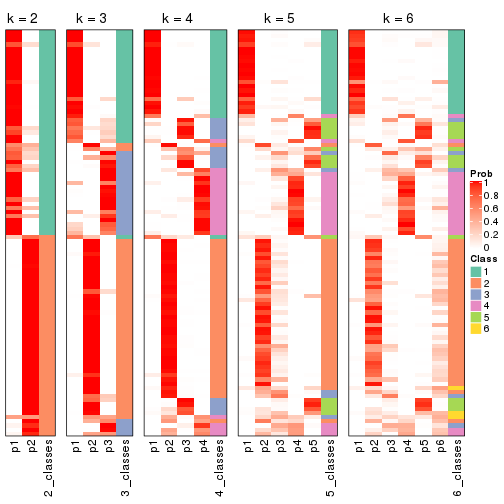 k = 2
k = 3
k = 4
k = 5
k = 6
Prob
1
0.8
0.6
0.4
0.2
0
Class
1
2
3
4
5
6
p1
p2
2_classes
p1
p2
p3
3_classes
p1
p2
p3
p4
4_classes
p1
p2
p3
p4
p5
5_classes
p1
p2
p3
p4
p5
p6
6_classes